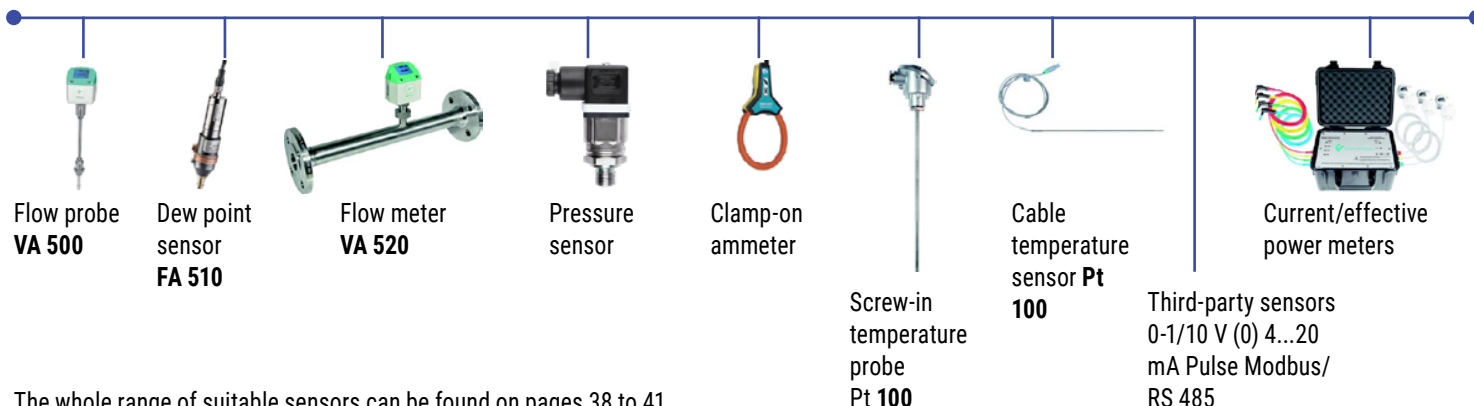 Flow probe
VA 500
Dew point
sensor
FA 510
Flow meter
VA 520
Pressure
sensor
Clamp-on
ammeter
Screw-in
temperature
probe
Pt 100
Cable
temperature
sensor Pt
100
Third-party sensors
0-1/10 V (0) 4...20
mA Pulse Modbus/
RS 485
Current/effective
power meters
The whole range of suitable sensors can be found on pages 38 to 41